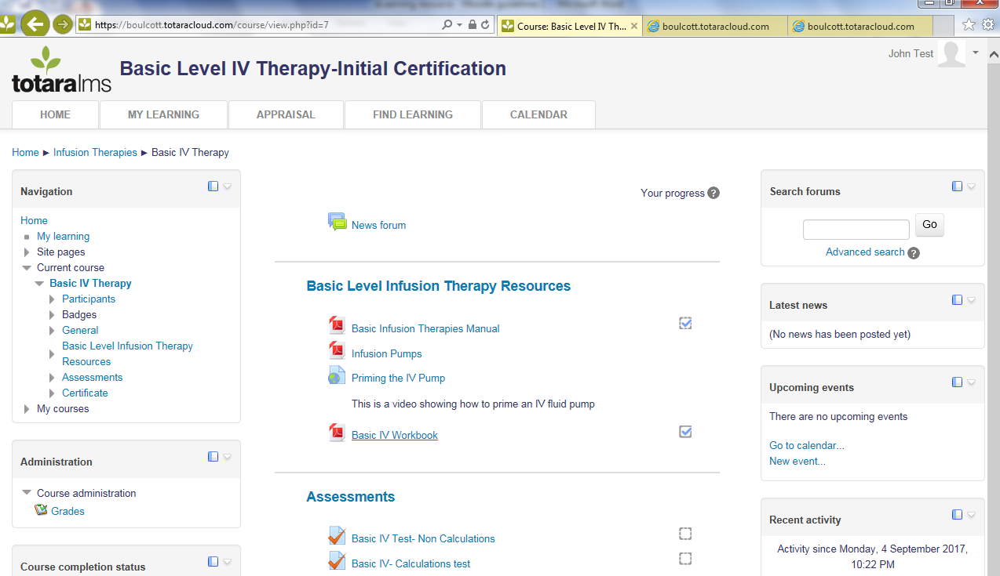 https://boulcott.totaracloud.com/course/view.php?id=7
Course: Basic Level IV Th...
boulcott.totaracloud.com
boulcott.totaracloud.com
totaralms
Basic Level IV Therapy-Initial Certification
John Test
HOME
MY LEARNING
APPRAISAL
FIND LEARNING
CALENDAR
Home ► Infusion Therapies ► Basic IV Therapy
Navigation
Home
My learning
Site pages
Current course
Basic IV Therapy
Participants
Badges
General
Basic Level Infusion Therapy
Resources
Assessments
Certificate
My courses
Administration
Course administration
Grades
Course completion status
Your progress
News forum
Basic Level Infusion Therapy Resources
Basic Infusion Therapies Manual
Infusion Pumps
Priming the IV Pump
This is a video showing how to prime an IV fluid pump
Basic IV Workbook
Assessments
Basic IV Test- Non Calculations
Basic IV- Calculations test
Search forums
Go
Advanced search
Latest news
(No news has been posted yet)
Upcoming events
There are no upcoming events
Go to calendar...
New event...
Recent activity
Activity since Monday, 4 September 2017,
10:22 PM